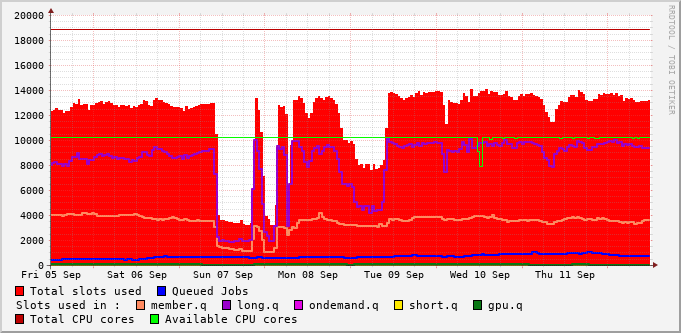 20000
18000
16000
14000
12000
10000
8000
6000
4000
2000
0
Fri 05 Sep Sat 06 Sep Sun 07 Sep Mon 08 Sep Tue 09 Sep Wed 10 Sep Thu 11 Sep
Total slots used Queued Jobs
Slots used in : member.q long.q ondemand.q short.q gpu.q
Total CPU cores Available CPU cores
RRDTOOL / TOBI OETIKER